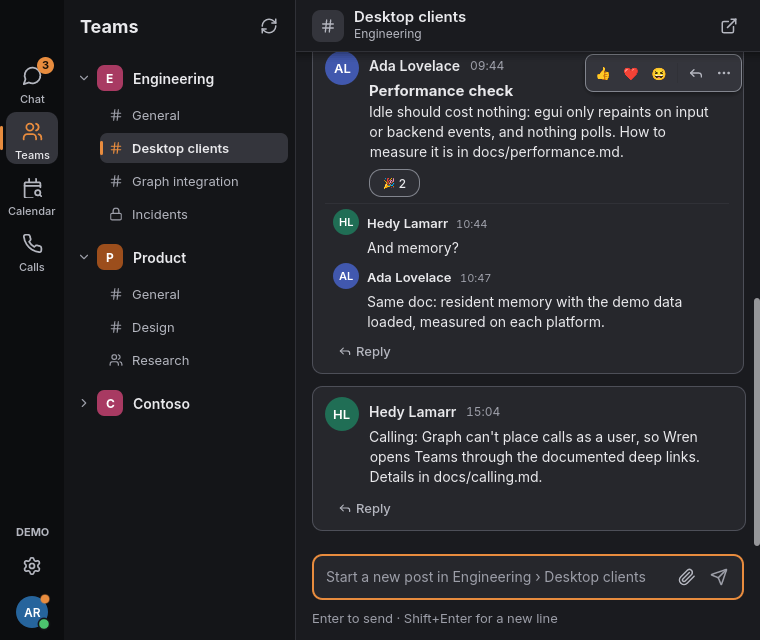 3
Chat
Teams
Calendar
Calls
DEMO
AR
Teams
E Engineering
General
Desktop clients
Graph integration
Incidents
P Product
General
Design
Research
C Contoso
Desktop clients
Engineering
AL Ada Lovelace 09:44
Performance check
Idle should cost nothing: egui only repaints on input
or backend events, and nothing polls. How to
measure it is in docs/performance.md.
🎉 2
HL Hedy Lamarr 10:44
And memory?
AL Ada Lovelace 10:47
Same doc: resident memory with the demo data
loaded, measured on each platform.
Reply
HL Hedy Lamarr 15:04
Calling: Graph can't place calls as a user, so Wren
opens Teams through the documented deep links.
Details in docs/calling.md.
Reply
Start a new post in Engineering › Desktop clients
Enter to send · Shift+Enter for a new line